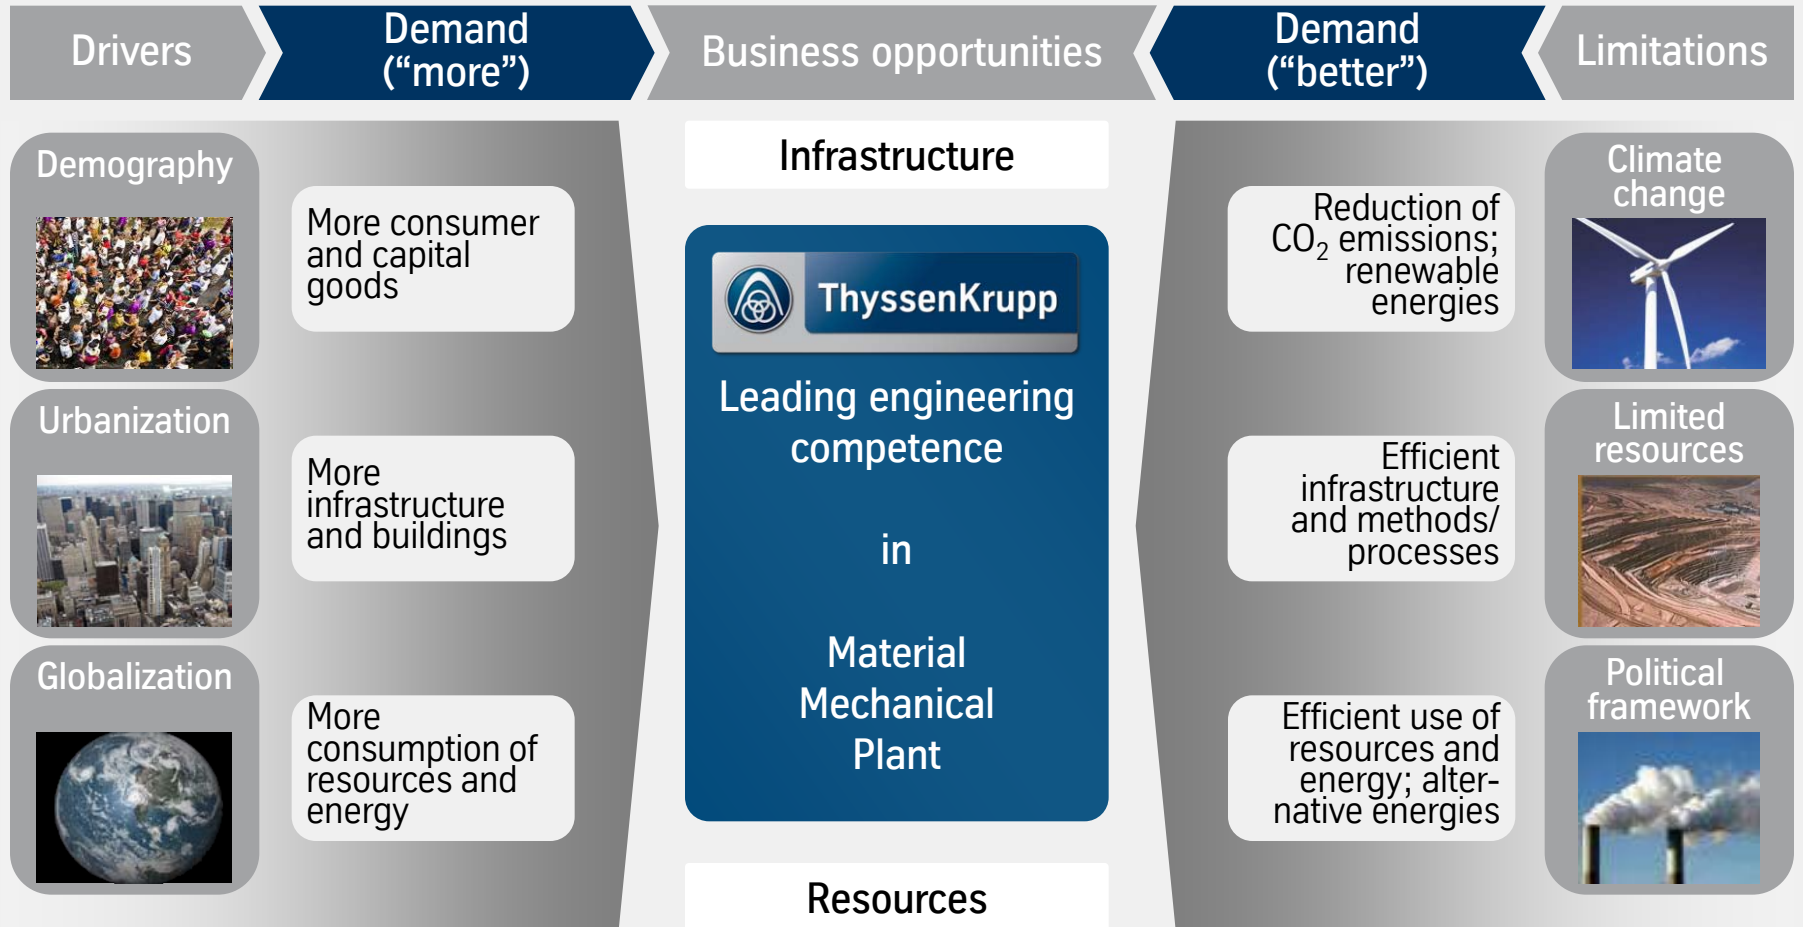 Drivers
Demand
(“more”)
Business opportunities
Demand
(“better”)
Limitations
Demography
More consumer
and capital
goods
Urbanization
More
infrastructure
and buildings
Globalization
More
consumption of
resources and
energy
Infrastructure
ThyssenKrupp
Leading engineering
competence
in
Material
Mechanical
Plant
Resources
Reduction of
CO2 emissions;
renewable
energies
Climate
change
Efficient
infrastructure
and methods/
processes
Limited
resources
Efficient use of
resources and
energy; alter-
native energies
Political
framework